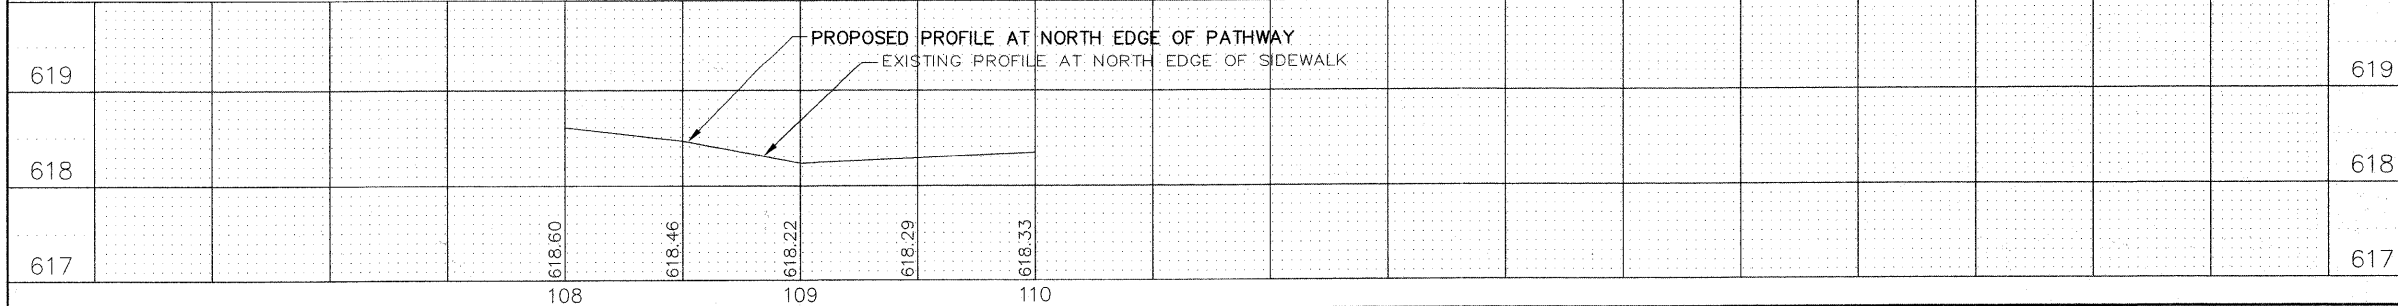 PROPOSED PROFILE AT NORTH EDGE OF PATHWAY
EXISTING PROFILE AT NORTH EDGE OF SIDEWALK
619 619
618 618
617 618.60 618.46 618.22 618.29 618.33 617
108 109 110